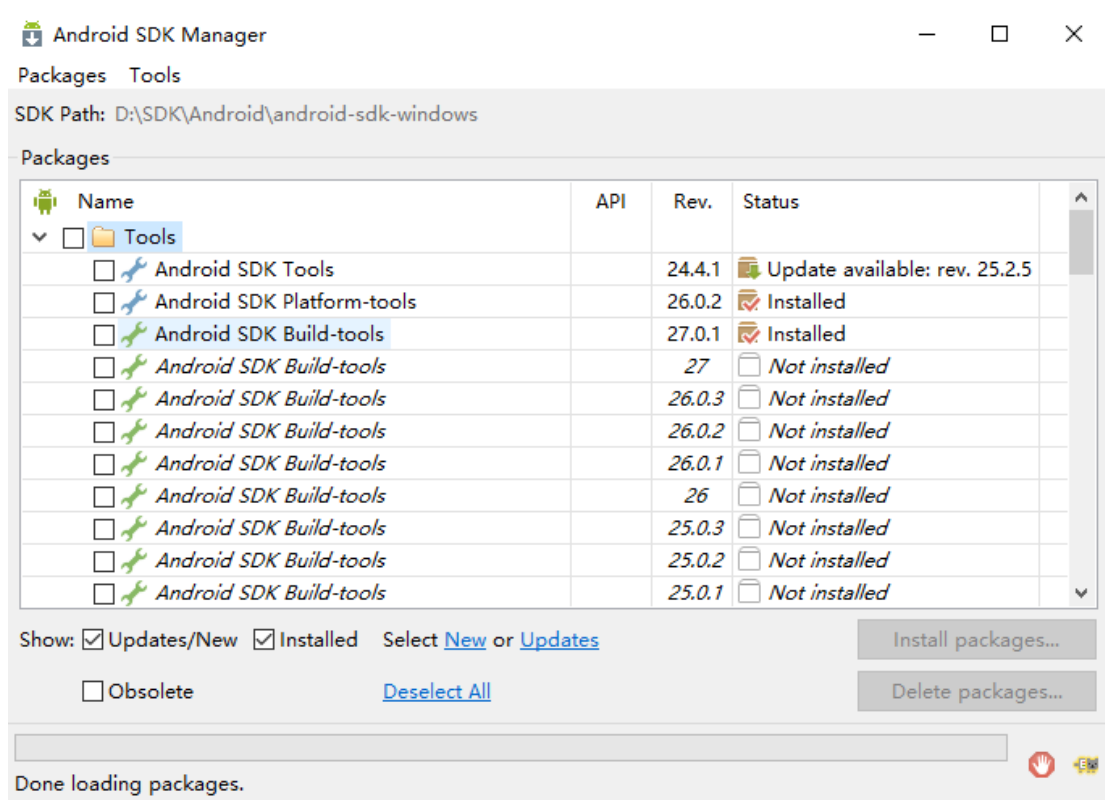 Android SDK Manager
Packages Tools
SDK Path: D:\SDK\Android\android-sdk-windows
Packages
Name API Rev. Status
Tools
Android SDK Tools 24.4.1 Update available: rev. 25.2.5
Android SDK Platform-tools 26.0.2 Installed
Android SDK Build-tools 27.0.1 Installed
Android SDK Build-tools 27 Not installed
Android SDK Build-tools 26.0.3 Not installed
Android SDK Build-tools 26.0.2 Not installed
Android SDK Build-tools 26.0.1 Not installed
Android SDK Build-tools 26 Not installed
Android SDK Build-tools 25.0.3 Not installed
Android SDK Build-tools 25.0.2 Not installed
Android SDK Build-tools 25.0.1 Not installed
Show: Updates/New Installed Select New or Updates Install packages...
Obsolete Deselect All Delete packages...
Done loading packages.